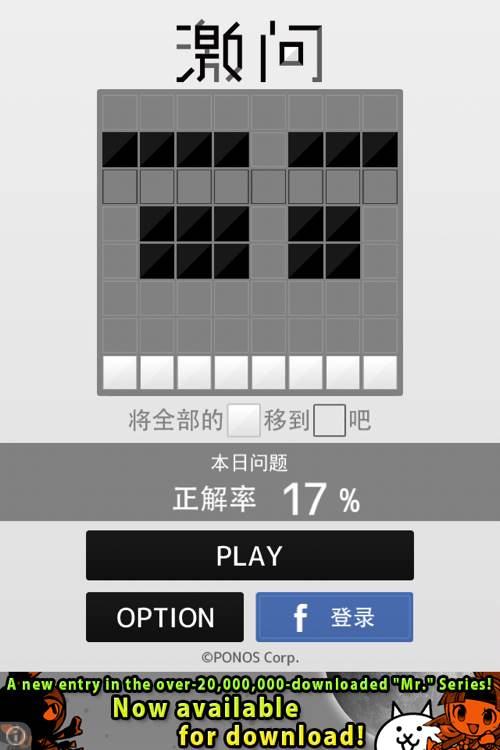 激问
将全部的 移到 吧
本日问题
正解率 17 %
PLAY
OPTION
f 登录
©PONOS Corp.
A new entry in the over-20,000,000-downloaded "Mr." Series!
Now available
for download!